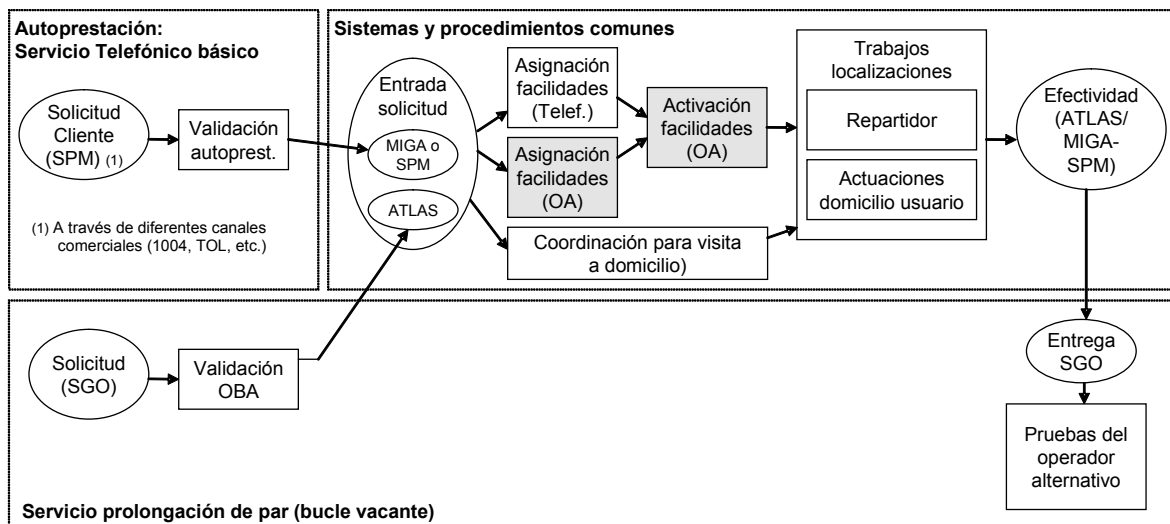 Autoprestación:
Servicio Telefónico básico
Solicitud
Cliente
(SPM) (1)
Validación
autoprest.
(1) A través de diferentes canales
comerciales (1004, TOL, etc.)
Sistemas y procedimientos comunes
Entrada
solicitud
MIGA o
SPM
ATLAS
Asignación
facilidades
(Telef.)
Asignación
facilidades
(OA)
Activación
facilidades
(OA)
Coordinación para visita
a domicilio)
Trabajos
localizaciones
Repartidor
Actuaciones
domicilio usuario
Efectividad
(ATLAS/
MIGA-
SPM)
Solicitud
(SGO)
Validación
OBA
Entrega
SGO
Pruebas del
operador
alternativo
Servicio prolongación de par (bucle vacante)